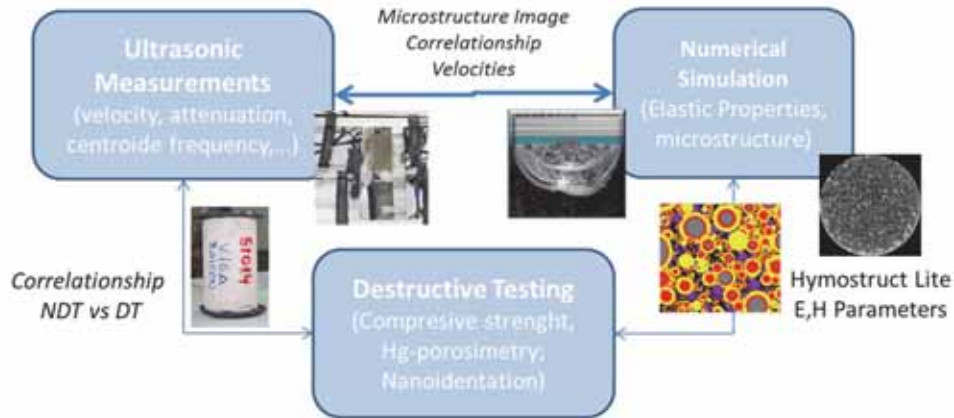 Ultrasonic
Measurements
(velocity, attenuation,
centroide frequency,...)
Microstructure Image
Correlationship
Velocities
Numerical
Simulation
(Elastic Properties,
microstructure)
Correlationship
NDT vs DT
Destructive Testing
(Compresive strenght,
Hg-porosimetry;
Nanoidentation)
Hymostruct Lite
E,H Parameters